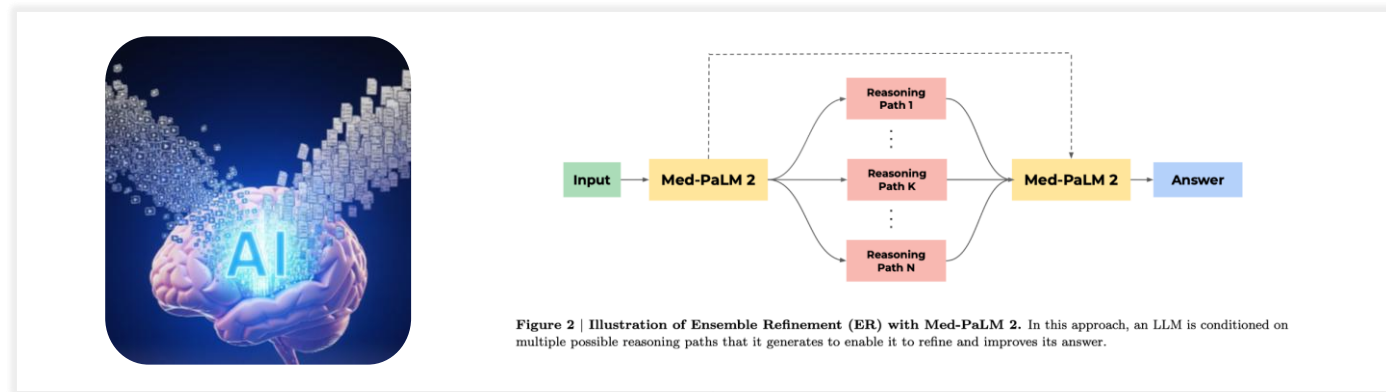 AI
Reasoning
Path 1
Input
Med-PaLM 2
Reasoning
Path K
Med-PaLM 2
Answer
Reasoning
Path N
Figure 2 | Illustration of Ensemble Refinement (ER) with Med-PaLM 2. In this approach, an LLM is conditioned on
multiple possible reasoning paths that it generates to enable it to refine and improves its answer.